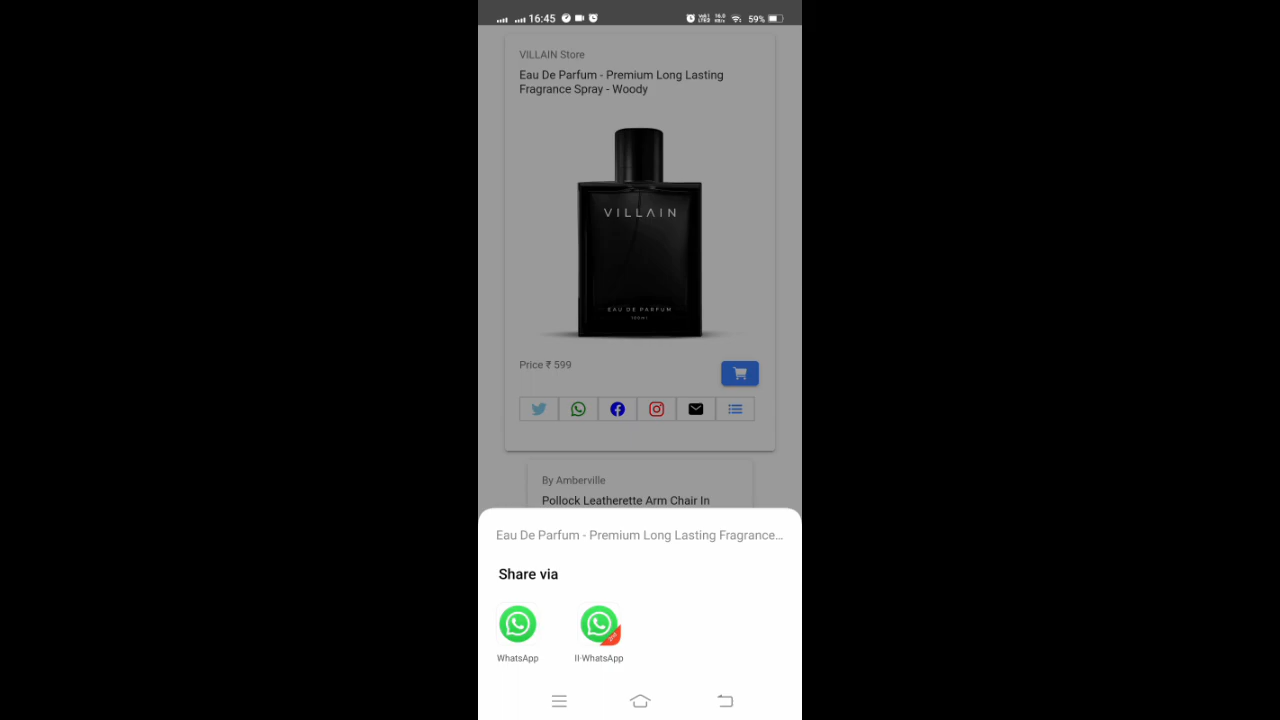 16:45
59%
VILLAIN Store
Eau De Parfum - Premium Long Lasting
Fragrance Spray - Woody
VILLAIN
EAU DE PARFUM
100ML
Price ₹ 599
By Amberville
Pollock Leatherette Arm Chair In
Eau De Parfum - Premium Long Lasting Fragrance...
Share via
WhatsApp
II·WhatsApp